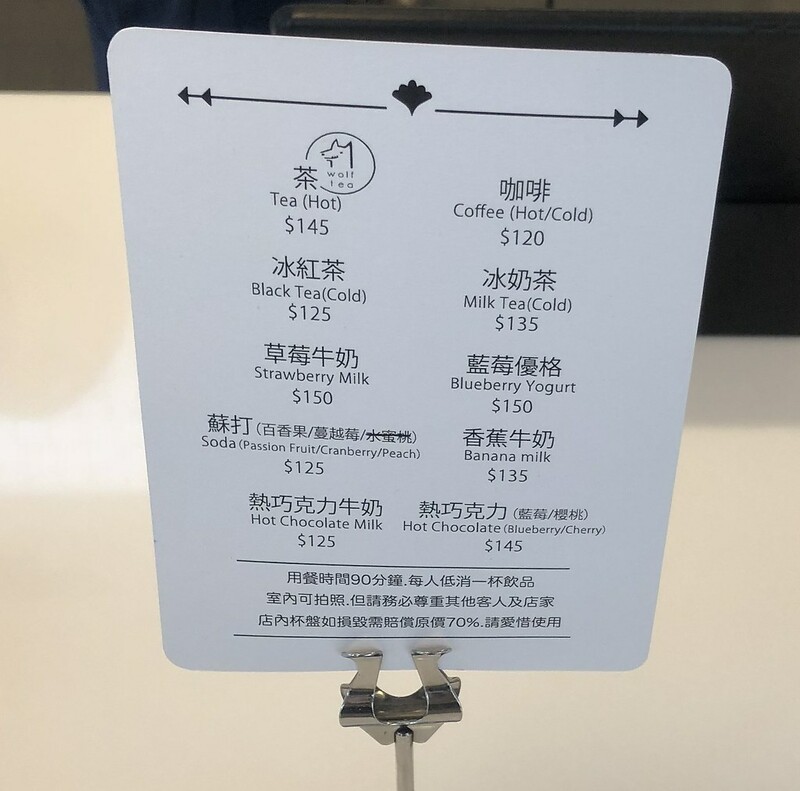 茶
wolf
tea
Tea (Hot)
$145
咖啡
Coffee (Hot/Cold)
$120
冰紅茶
Black Tea(Cold)
$125
冰奶茶
Milk Tea(Cold)
$135
草莓牛奶
Strawberry Milk
$150
藍莓優格
Blueberry Yogurt
$150
蘇打(百香果/蔓越莓/水蜜桃)
Soda(Passion Fruit/Cranberry/Peach)
$125
香蕉牛奶
Banana milk
$135
熱巧克力牛奶
Hot Chocolate Milk
$125
熱巧克力(藍莓/櫻桃)
Hot Chocolate(Blueberry/Cherry)
$145
用餐時間90分鐘.每人低消一杯飲品
室內可拍照.但請務必尊重其他客人及店家
店內杯盤如損毀需賠償原價70%.請愛惜使用